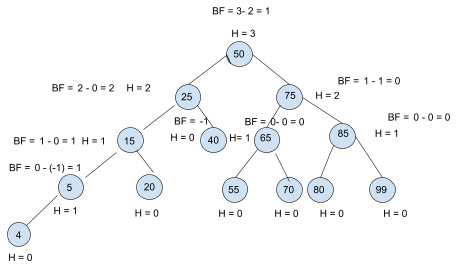 BF = 3- 2 = 1
H = 3
50
BF = 2 - 0 = 2 H = 2
25
75
H = 2
BF = 1 - 1 = 0
BF = -1
BF = 0- 0 = 0
BF = 0 - 0 = 0
BF = 1 - 0 = 1 H = 1
15
H = 0
40
H = 1
65
85
H = 1
BF = 0 - (-1) = 1
5
20
55
70
80
99
H = 1
H = 0
H = 0
H = 0
H = 0
H = 0
4
H = 0